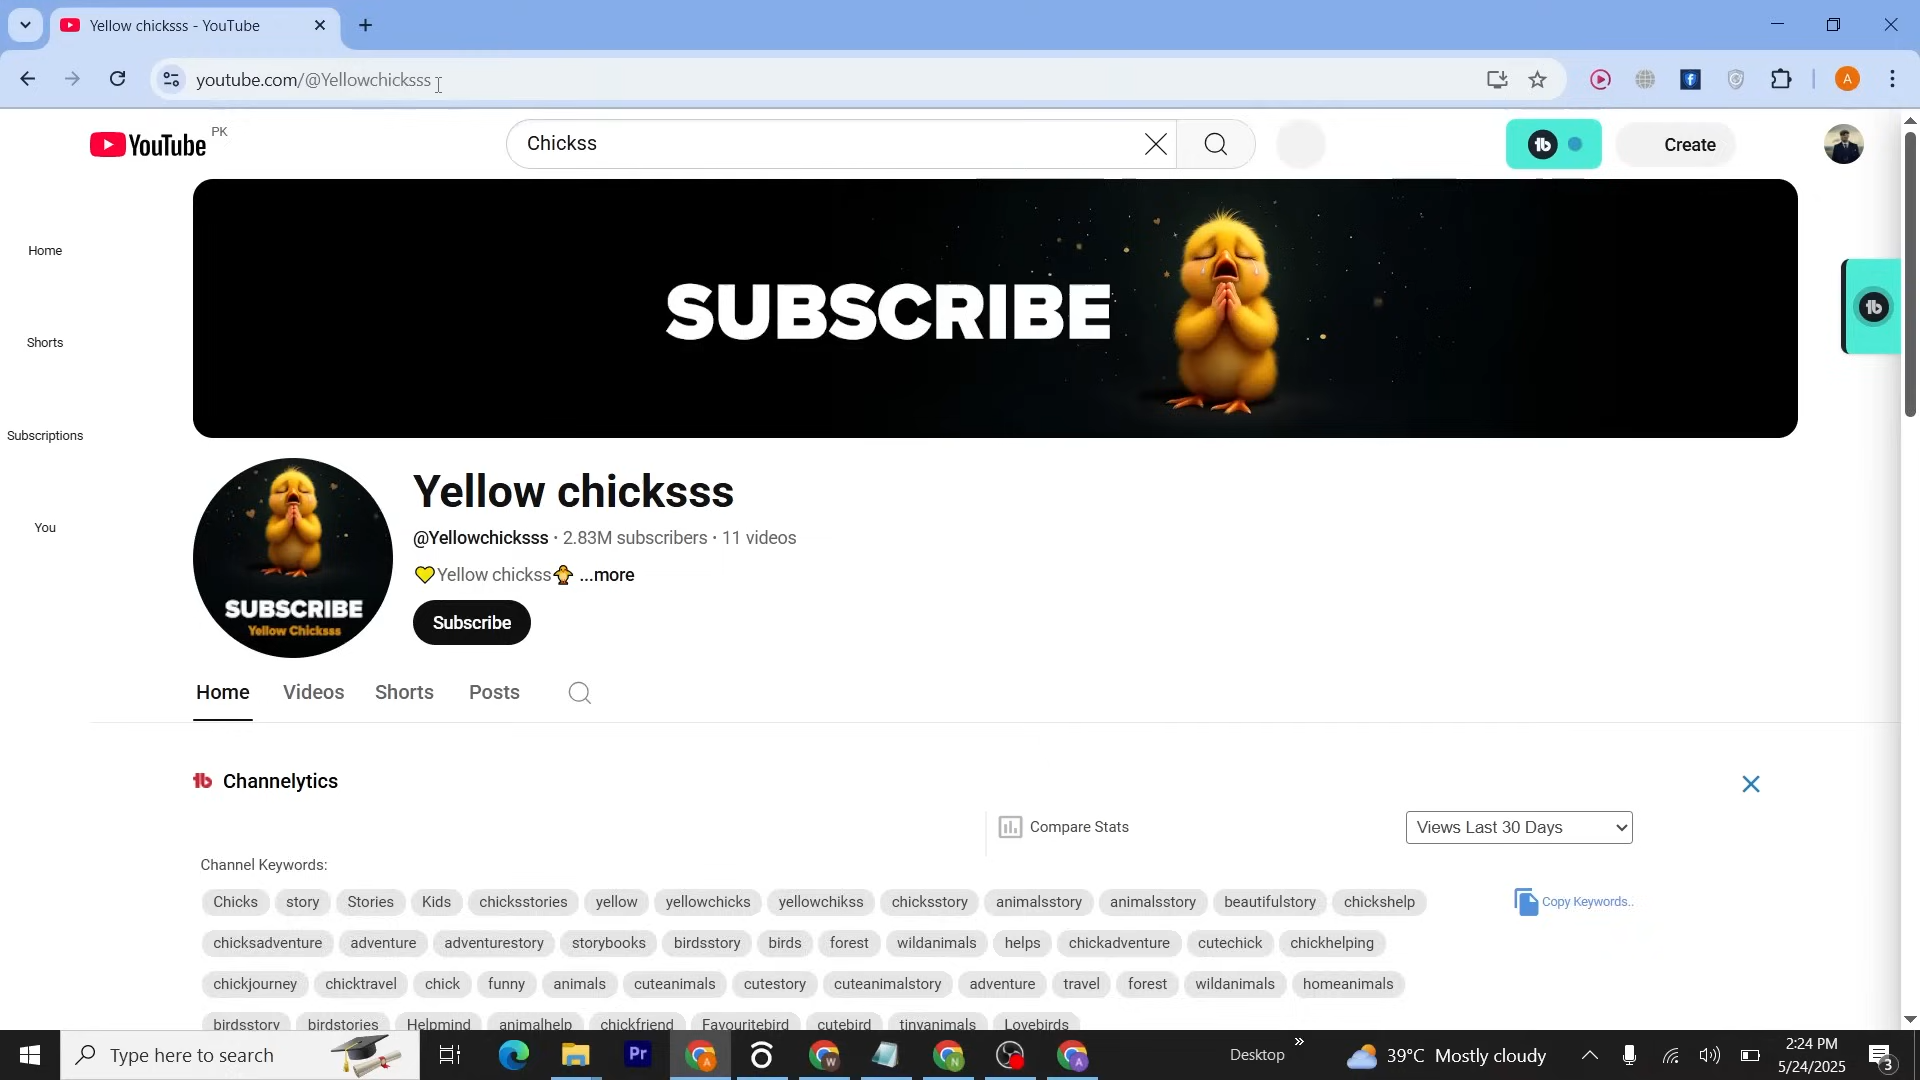 Yellow chicksss - YouTube
youtube.com/@Yellowchicksss
A
YouTube PK
Chickss
Create
Home
Shorts
Subscriptions
You
SUBSCRIBE
SUBSCRIBE
Yellow Chicksss
Yellow chicksss
@Yellowchicksss · 2.83M subscribers · 11 videos
💛Yellow chickss🐥 ...more
Subscribe
Home Videos Shorts Posts
tb Channelytics
Compare Stats
Views Last 30 Days
Channel Keywords:
Chicks story Stories Kids chicksstories yellow yellowchicks yellowchikss chicksstory animalsstory animalsstory beautifulstory chickshelp
Copy Keywords..
chicksadventure adventure adventurestory storybooks birdsstory birds forest wildanimals helps chickadventure cutechick chickhelping
chickjourney chicktravel chick funny animals cuteanimals cutestory cuteanimalstory adventure travel forest wildanimals homeanimals
birdsstory birdstories Helpmind animalhelp chickfriend Favouritebird cutebird tinyanimals Lovebirds
Type here to search
Desktop
39°C Mostly cloudy
2:24 PM
5/24/2025
3